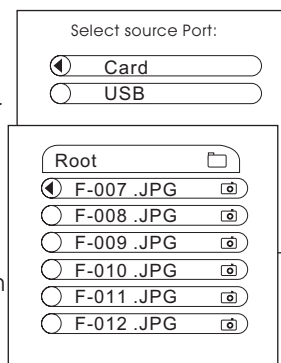 Select source Port:
Card
USB
Root
F-007 .JPG
F-008 .JPG
F-009 .JPG
F-010 .JPG
F-011 .JPG
F-012 .JPG